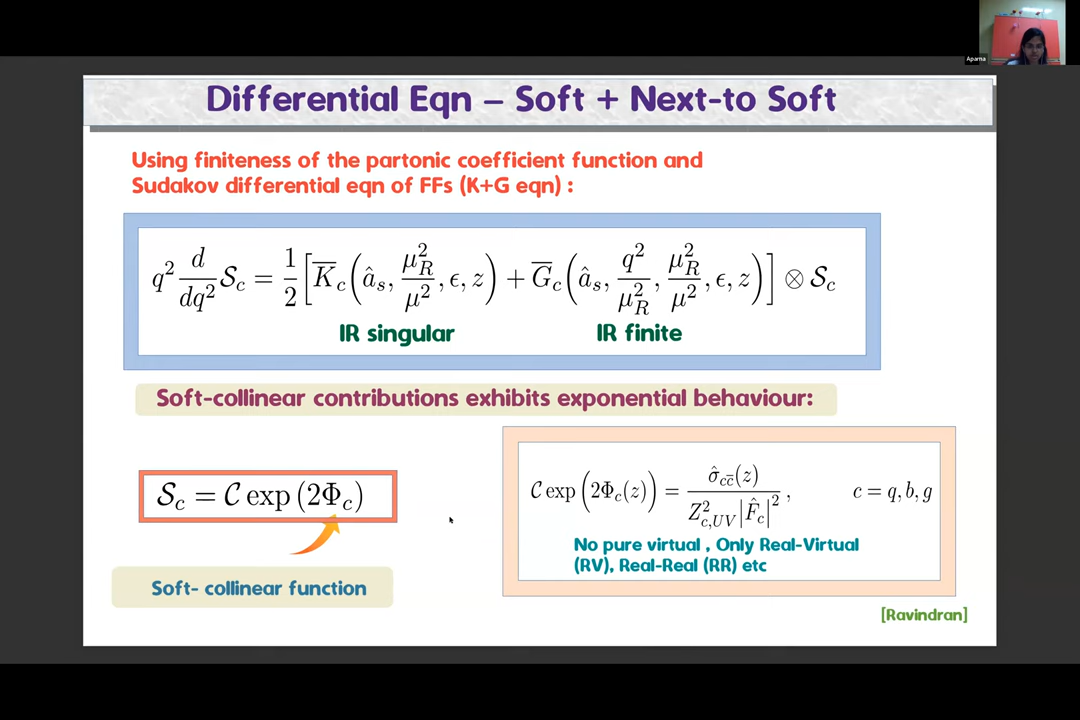 Aparna
Differential Eqn – Soft + Next-to Soft
Using finiteness of the partonic coefficient function and
Sudakov differential eqn of FFs (K+G eqn) :
$q^2 \frac{d}{dq^2} \mathcal{S}_c = \frac{1}{2} \left[ \overline{K}_c \left( \hat{a}_s, \frac{\mu_R^2}{\mu^2}, \epsilon, z \right) + \overline{G}_c \left( \hat{a}_s, \frac{q^2}{\mu_R^2}, \frac{\mu_R^2}{\mu^2}, \epsilon, z \right) \right] \otimes \mathcal{S}_c$
IR singular IR finite
Soft-collinear contributions exhibits exponential behaviour:
$\mathcal{S}_c = \mathcal{C} \exp \left( 2\Phi_c \right)$
Soft- collinear function
$\mathcal{C} \exp \left( 2\Phi_c(z) \right) = \frac{\hat{\sigma}_{c\bar{c}}(z)}{Z_{c,UV}^2 |\hat{F}_c|^2} , \quad c = q, b, g$
No pure virtual , Only Real-Virtual
(RV), Real-Real (RR) etc
[Ravindran]